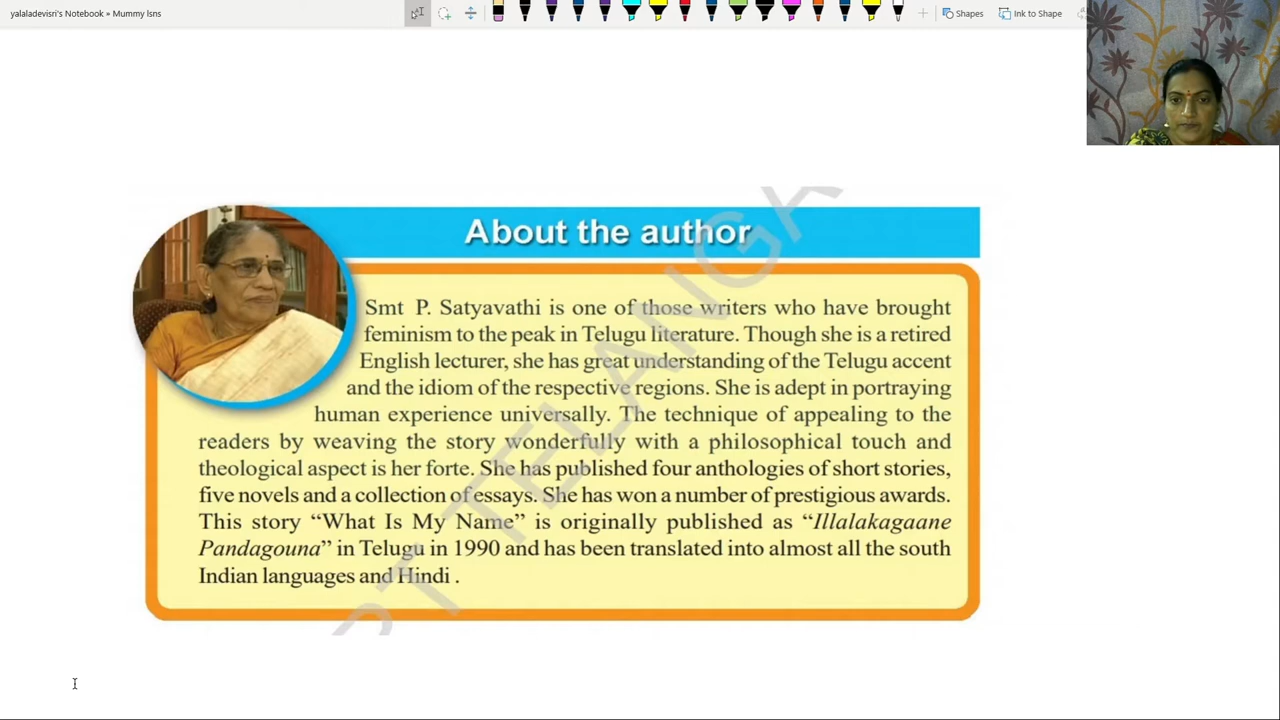 yalaladevisri's Notebook » Mummy lsns
Shapes
Ink to Shape
About the author
Smt P. Satyavathi is one of those writers who have brought
feminism to the peak in Telugu literature. Though she is a retired
English lecturer, she has great understanding of the Telugu accent
and the idiom of the respective regions. She is adept in portraying
human experience universally. The technique of appealing to the
readers by weaving the story wonderfully with a philosophical touch and
theological aspect is her forte. She has published four anthologies of short stories,
five novels and a collection of essays. She has won a number of prestigious awards.
This story “What Is My Name” is originally published as “Illalakagaane
Pandagouna” in Telugu in 1990 and has been translated into almost all the south
Indian languages and Hindi .